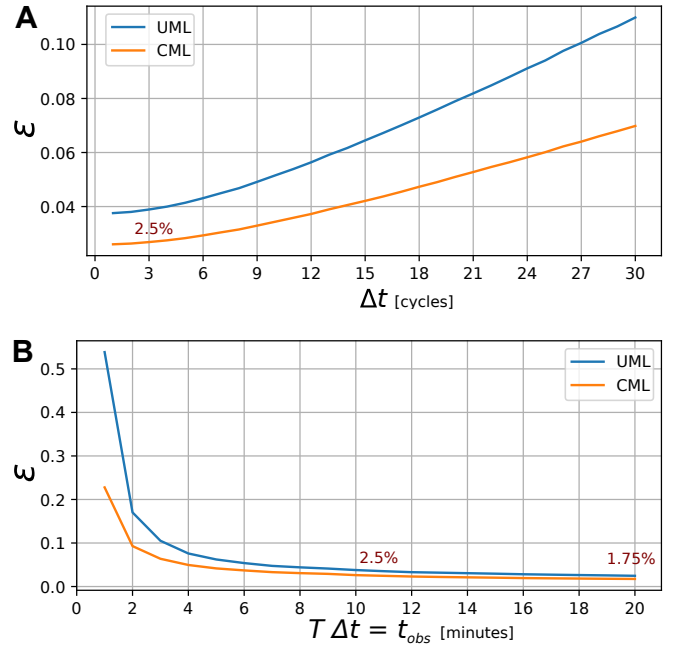 A
UML
CML
0.10
0.08
0.06
0.04
ε
2.5%
0 3 6 9 12 15 18 21 24 27 30
Δt [cycles]
B
UML
CML
0.5
0.4
0.3
0.2
0.1
0.0
ε
2.5%
1.75%
0 2 4 6 8 10 12 14 16 18 20
T Δt = t_obs [minutes]